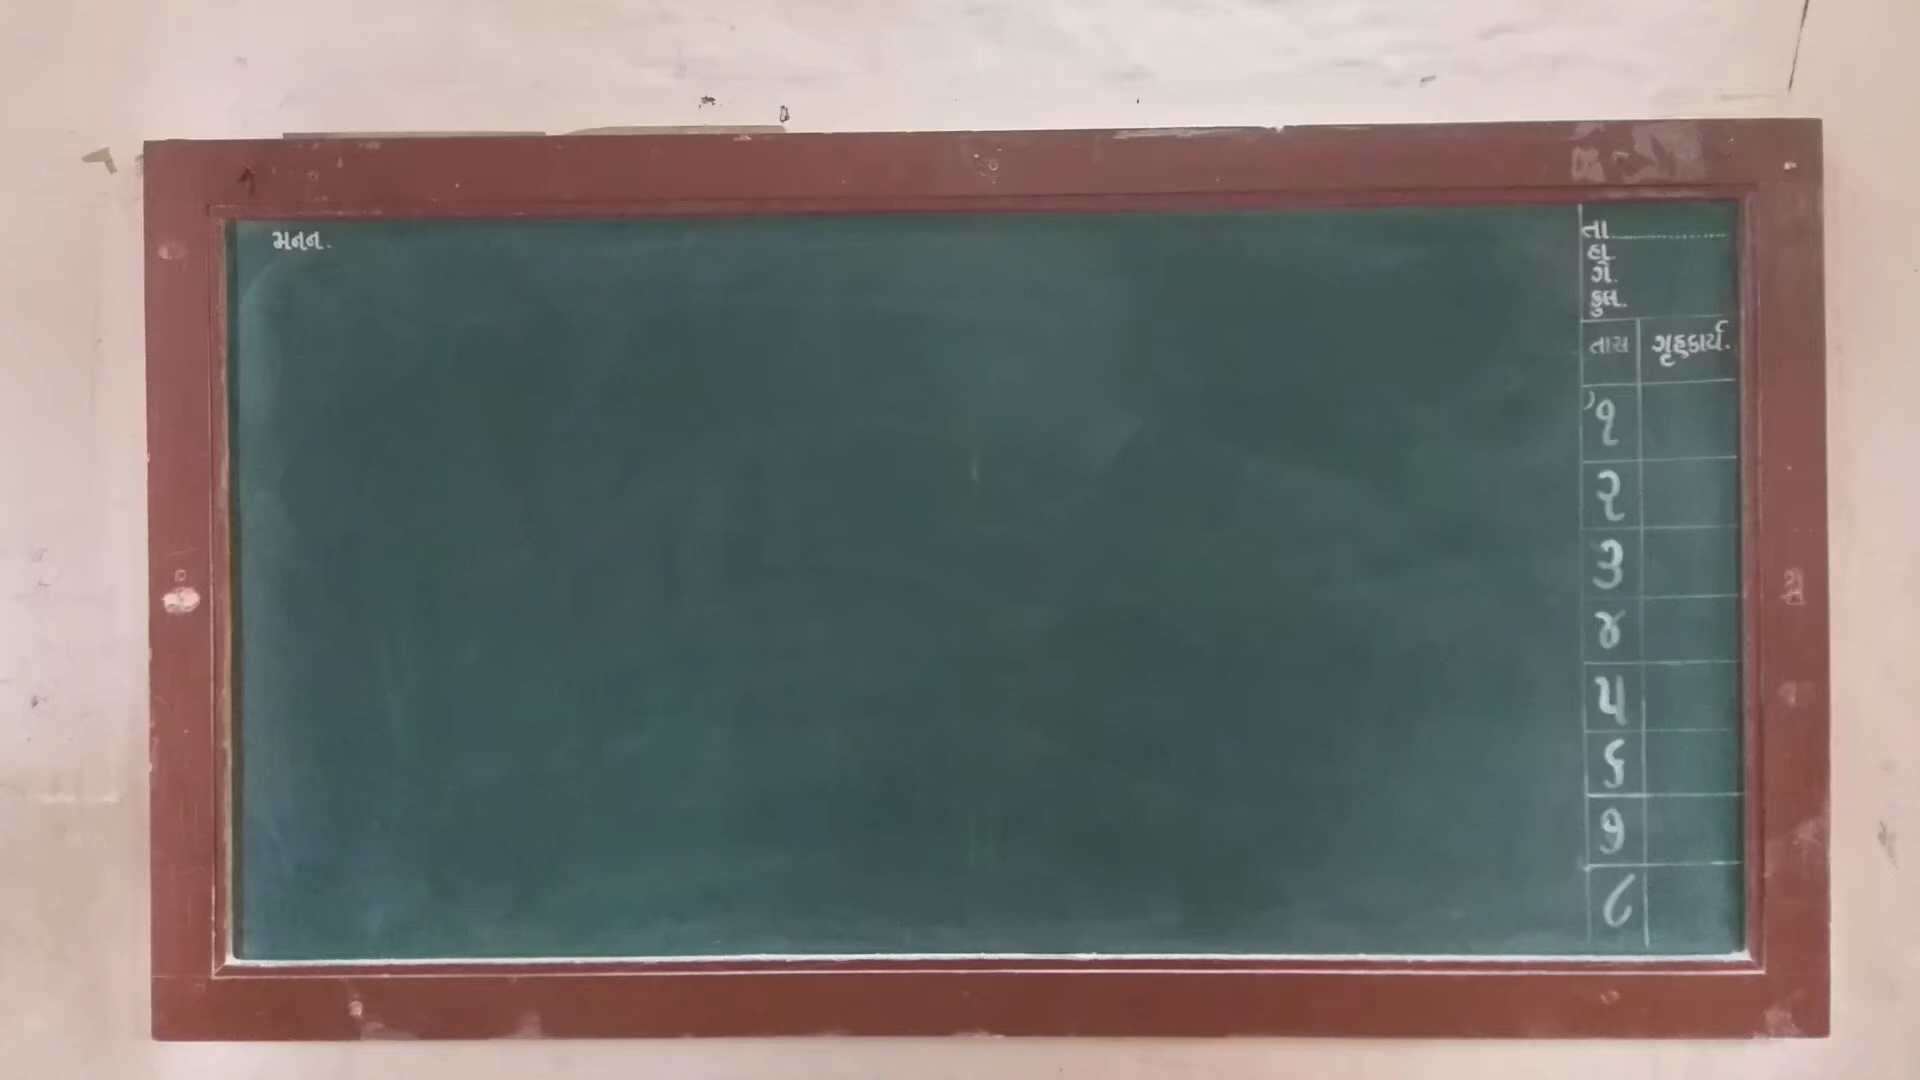 મનન.
તા..............
હા.
ગે.
કુલ.
તાસ ગૃહકાર્ય.
૧
૨
૩
૪
૫
૬
૭
૮